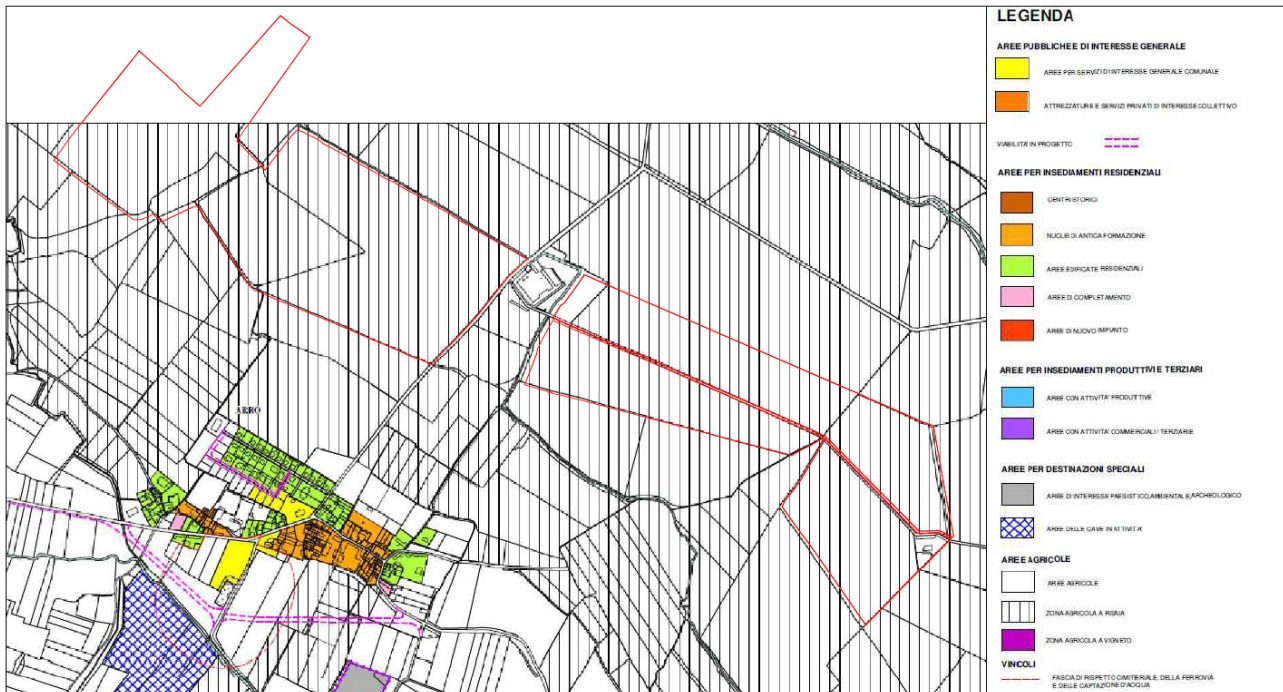 LEGENDA
AREE PUBBLICHE E DI INTERESSE GENERALE
AREE PER SERVIZI DI INTERESSE GENERALE COMUNALE
ATTREZZATURE E SERVIZI PRIVATI DI INTERESSE COLLETTIVO
VIABILITA' IN PROGETTO
AREE PER INSEDIAMENTI RESIDENZIALI
CENTRI STORICI
NUCLEI DI ANTICA FORMAZIONE
AREE EDIFICATE RESIDENZIALI
AREE DI COMPLETAMENTO
AREE DI NUOVO IMPIANTO
AREE PER INSEDIAMENTI PRODUTTIVI E TERZIARI
AREE CON ATTIVITA' PRODUTTIVE
AREE CON ATTIVITA' COMMERCIALI / TERZIARIE
AREE PER DESTINAZIONI SPECIALI
AREE DI INTERESSE PAESISTICO, AMBIENTALE, ARCHEOLOGICO
AREE DELLE CAVE IN ATTIVITA'
AREE AGRICOLE
AREE AGRICOLE
ZONA AGRICOLA A RISAIA
ZONA AGRICOLA A VIGNETO
VINCOLI
FASCIA DI RISPETTO CIMITERIALE, DELLA FERROVIA
E DELLE CAPTAZIONE D'ACQUA
ARRO